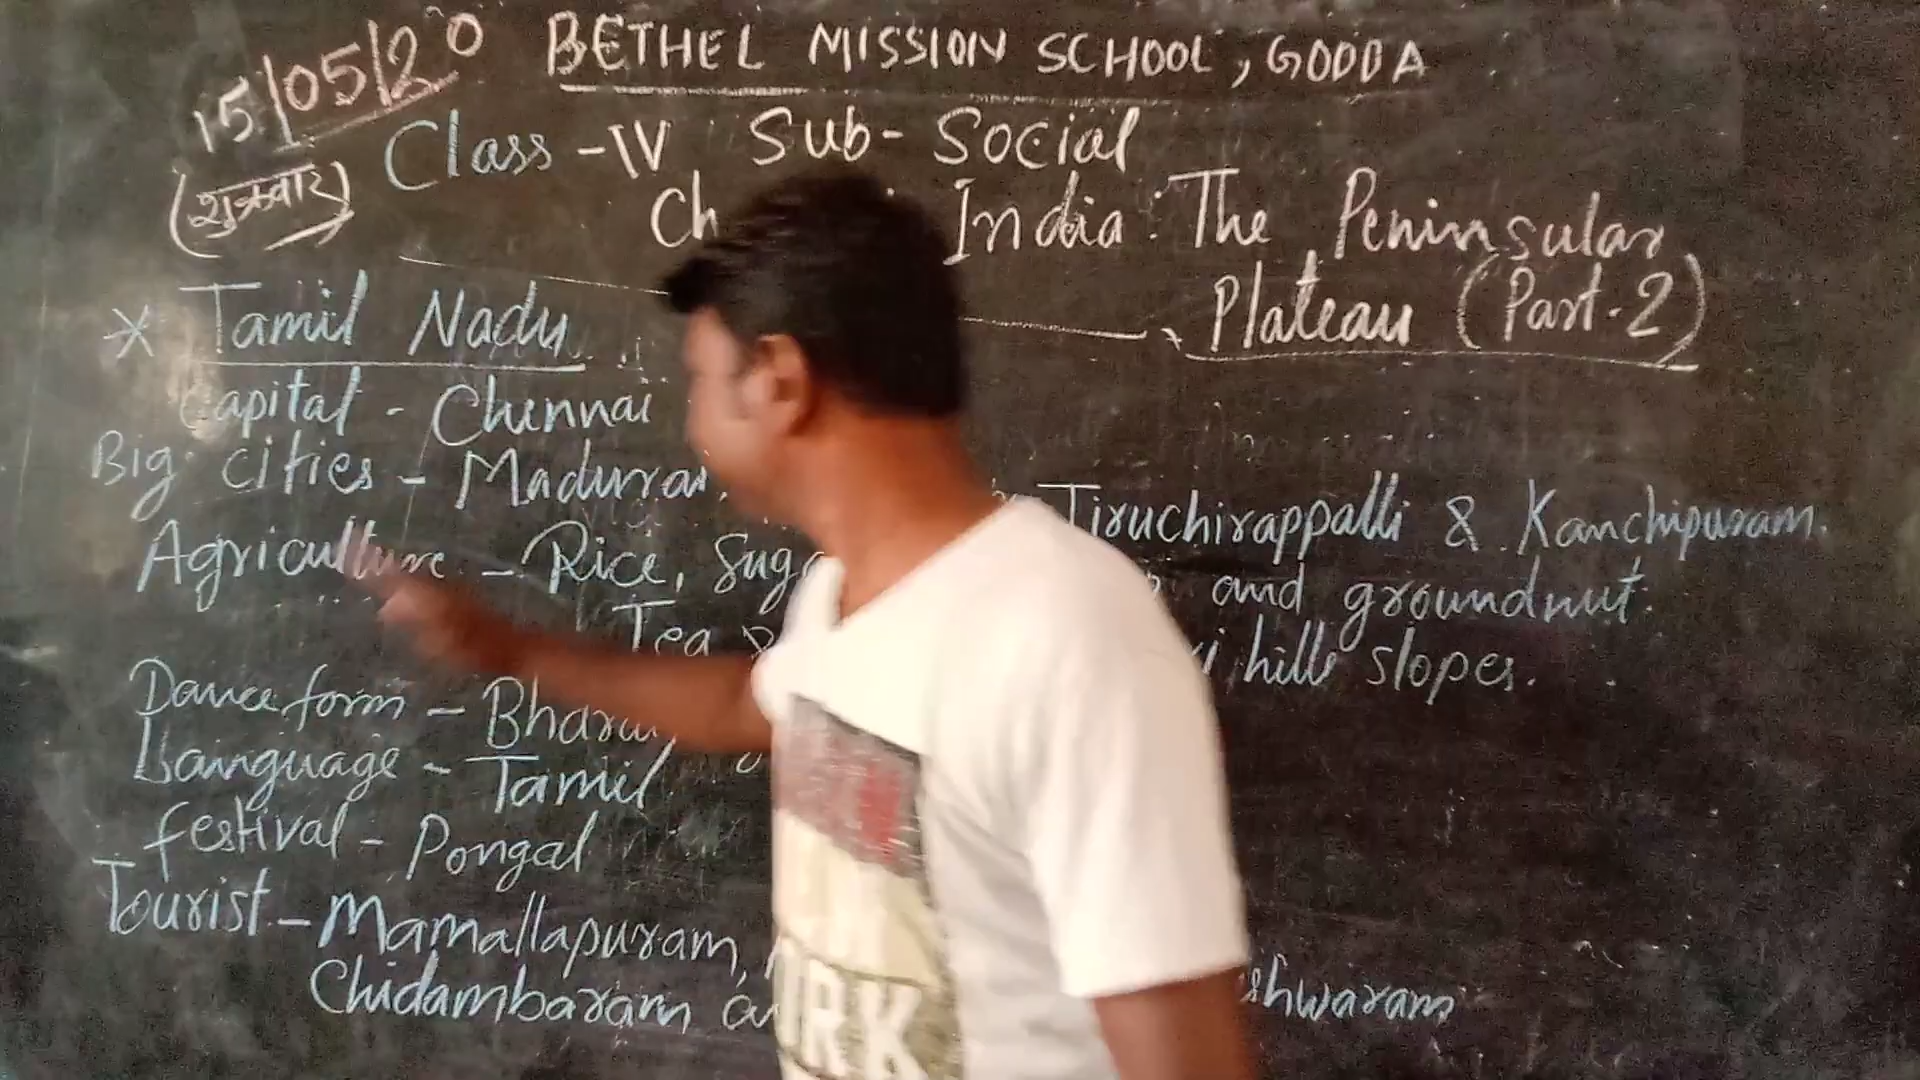 15/05/20 BETHEL MISSION SCHOOL, GODDA
(शुक्रवार) Class - IV Sub - Social
Ch India : The Peninsular
Plateau (Part - 2)
* Tamil Nadu
Capital - Chennai
Big cities - Madurai, Tiruchirappalli & Kanchipuram.
Agriculture - Rice, and groundnut.
Tea hills slopes.
Dance form -
Language - Tamil
festival - Pongal
Tourist - Mamallapuram,
Chidambaram